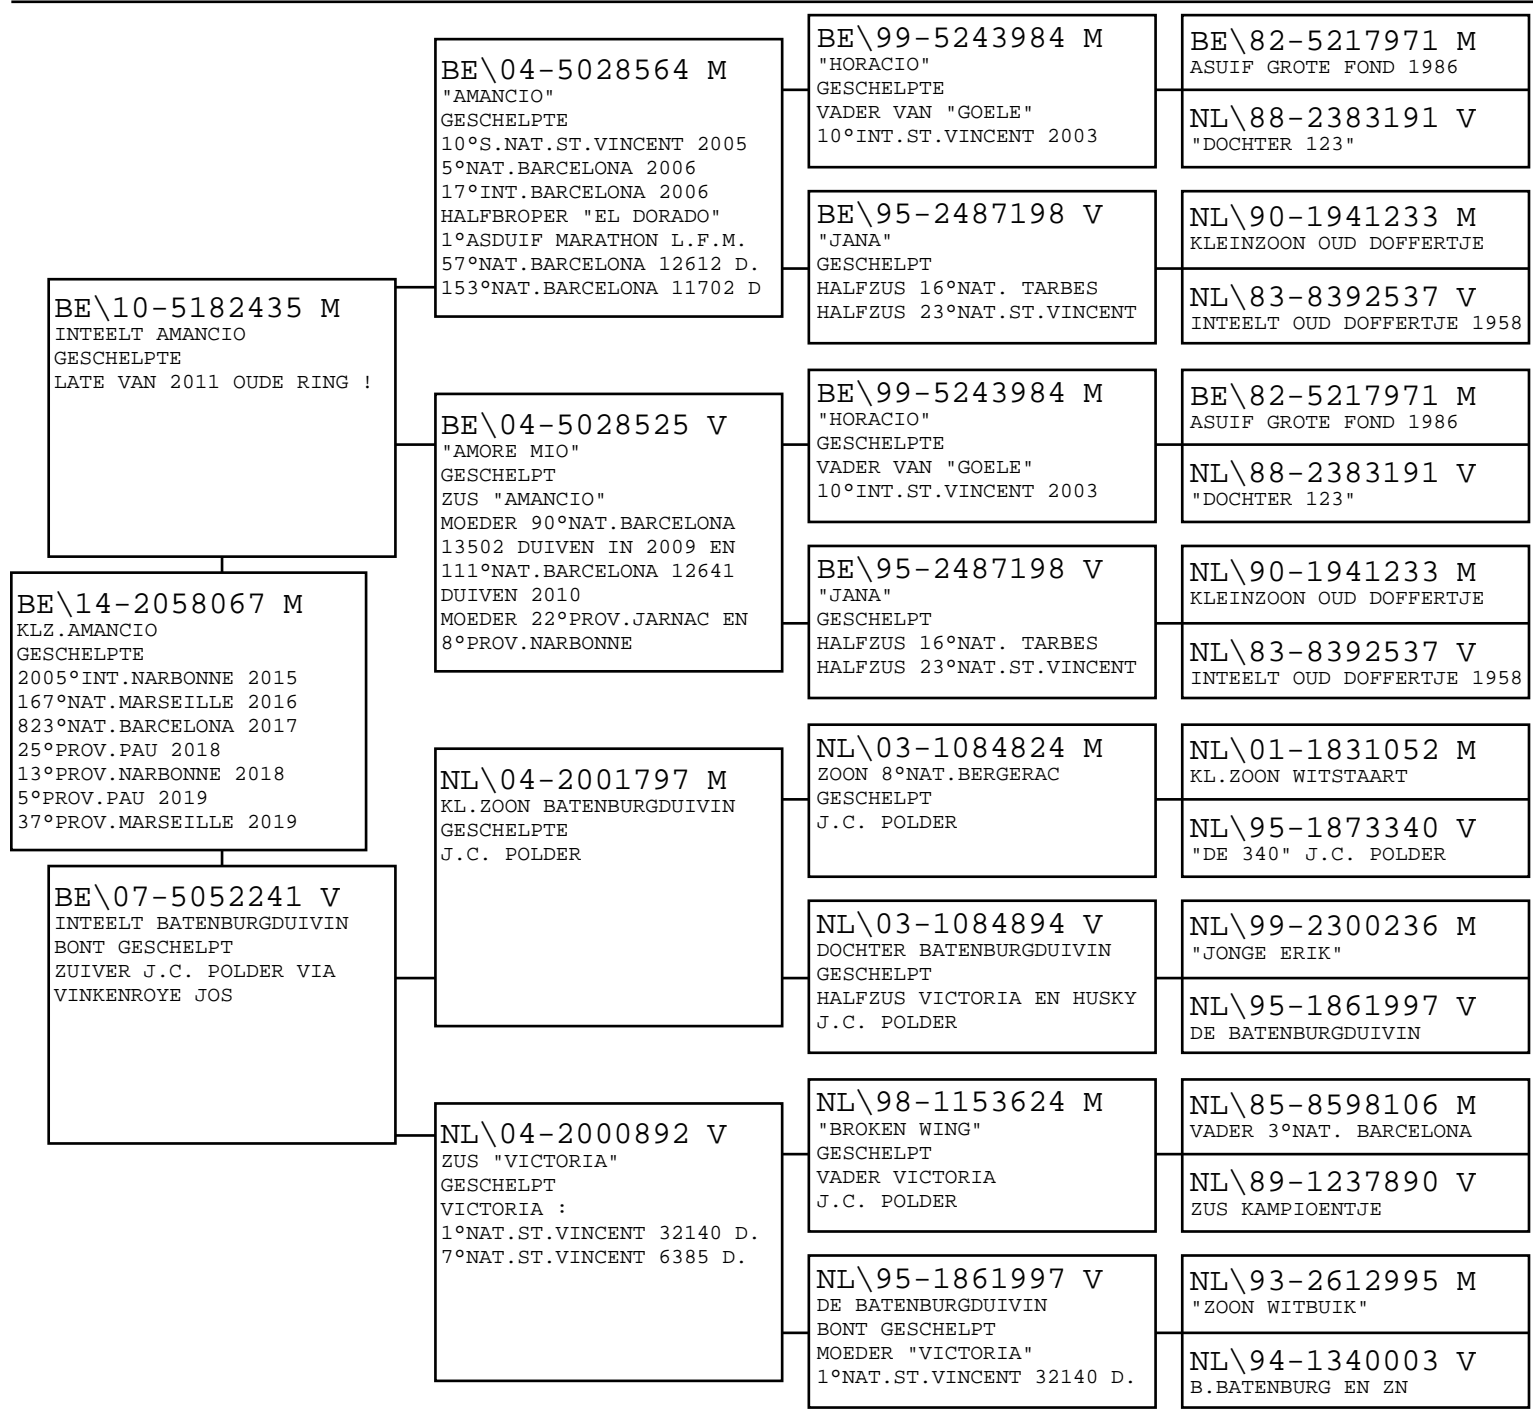 BE\14-2058067 M
KLZ.AMANCIO
GESCHELPTE
2005°INT.NARBONNE 2015
167°NAT.MARSEILLE 2016
823°NAT.BARCELONA 2017
25°PROV.PAU 2018
13°PROV.NARBONNE 2018
5°PROV.PAU 2019
37°PROV.MARSEILLE 2019
BE\10-5182435 M
INTEELT AMANCIO
GESCHELPTE
LATE VAN 2011 OUDE RING !
BE\07-5052241 V
INTEELT BATENBURGDUIVIN
BONT GESCHELPT
ZUIVER J.C. POLDER VIA
VINKENROYE JOS
BE\04-5028564 M
"AMANCIO"
GESCHELPTE
10°S.NAT.ST.VINCENT 2005
5°NAT.BARCELONA 2006
17°INT.BARCELONA 2006
HALFBROPER "EL DORADO"
1°ASDUIF MARATHON L.F.M.
57°NAT.BARCELONA 12612 D.
153°NAT.BARCELONA 11702 D
BE\04-5028525 V
"AMORE MIO"
GESCHELPT
ZUS "AMANCIO"
MOEDER 90°NAT.BARCELONA
13502 DUIVEN IN 2009 EN
111°NAT.BARCELONA 12641
DUIVEN 2010
MOEDER 22°PROV.JARNAC EN
8°PROV.NARBONNE
NL\04-2001797 M
KL.ZOON BATENBURGDUIVIN
GESCHELPTE
J.C. POLDER
NL\04-2000892 V
ZUS "VICTORIA"
GESCHELPT
VICTORIA :
1°NAT.ST.VINCENT 32140 D.
7°NAT.ST.VINCENT 6385 D.
BE\99-5243984 M
"HORACIO"
GESCHELPTE
VADER VAN "GOELE"
10°INT.ST.VINCENT 2003
BE\95-2487198 V
"JANA"
GESCHELPT
HALFZUS 16°NAT. TARBES
HALFZUS 23°NAT.ST.VINCENT
BE\99-5243984 M
"HORACIO"
GESCHELPTE
VADER VAN "GOELE"
10°INT.ST.VINCENT 2003
BE\95-2487198 V
"JANA"
GESCHELPT
HALFZUS 16°NAT. TARBES
HALFZUS 23°NAT.ST.VINCENT
NL\03-1084824 M
ZOON 8°NAT.BERGERAC
GESCHELPT
J.C. POLDER
NL\03-1084894 V
DOCHTER BATENBURGDUIVIN
GESCHELPT
HALFZUS VICTORIA EN HUSKY
J.C. POLDER
NL\98-1153624 M
"BROKEN WING"
GESCHELPT
VADER VICTORIA
J.C. POLDER
NL\95-1861997 V
DE BATENBURGDUIVIN
BONT GESCHELPT
MOEDER "VICTORIA"
1°NAT.ST.VINCENT 32140 D.
BE\82-5217971 M
ASUIF GROTE FOND 1986
NL\88-2383191 V
"DOCHTER 123"
NL\90-1941233 M
KLEINZOON OUD DOFFERTJE
NL\83-8392537 V
INTEELT OUD DOFFERTJE 1958
BE\82-5217971 M
ASUIF GROTE FOND 1986
NL\88-2383191 V
"DOCHTER 123"
NL\90-1941233 M
KLEINZOON OUD DOFFERTJE
NL\83-8392537 V
INTEELT OUD DOFFERTJE 1958
NL\01-1831052 M
KL.ZOON WITSTAART
NL\95-1873340 V
"DE 340" J.C. POLDER
NL\99-2300236 M
"JONGE ERIK"
NL\95-1861997 V
DE BATENBURGDUIVIN
NL\85-8598106 M
VADER 3°NAT. BARCELONA
NL\89-1237890 V
ZUS KAMPIOENTJE
NL\93-2612995 M
"ZOON WITBUIK"
NL\94-1340003 V
B.BATENBURG EN ZN